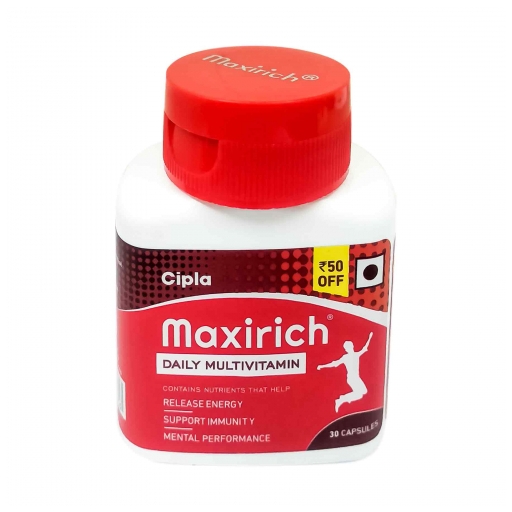 Maxirich®
Cipla
₹50
OFF
maxirich®
DAILY MULTIVITAMIN
CONTAINS NUTRIENTS THAT HELP
RELEASE ENERGY
SUPPORT IMMUNITY
MENTAL PERFORMANCE
30 CAPSULES